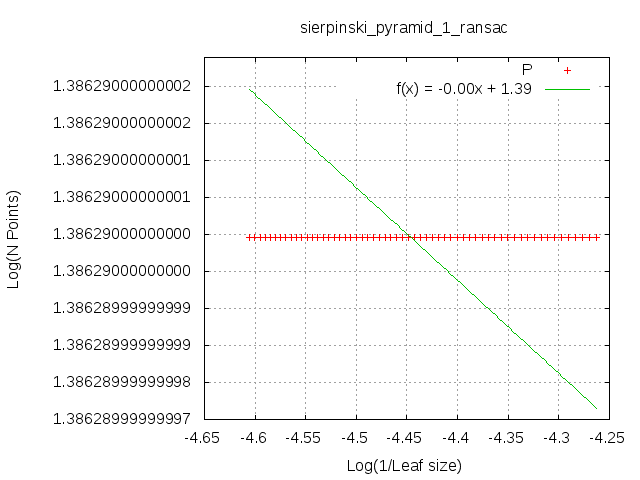 sierpinski_pyramid_1_ransac
P
f(x) = -0.00x + 1.39
1.38629000000002
1.38629000000002
1.38629000000001
1.38629000000001
1.38629000000000
1.38629000000000
1.38628999999999
1.38628999999999
1.38628999999998
1.38628999999997
Log(N Points)
-4.65 -4.6 -4.55 -4.5 -4.45 -4.4 -4.35 -4.3 -4.25
Log(1/Leaf size)